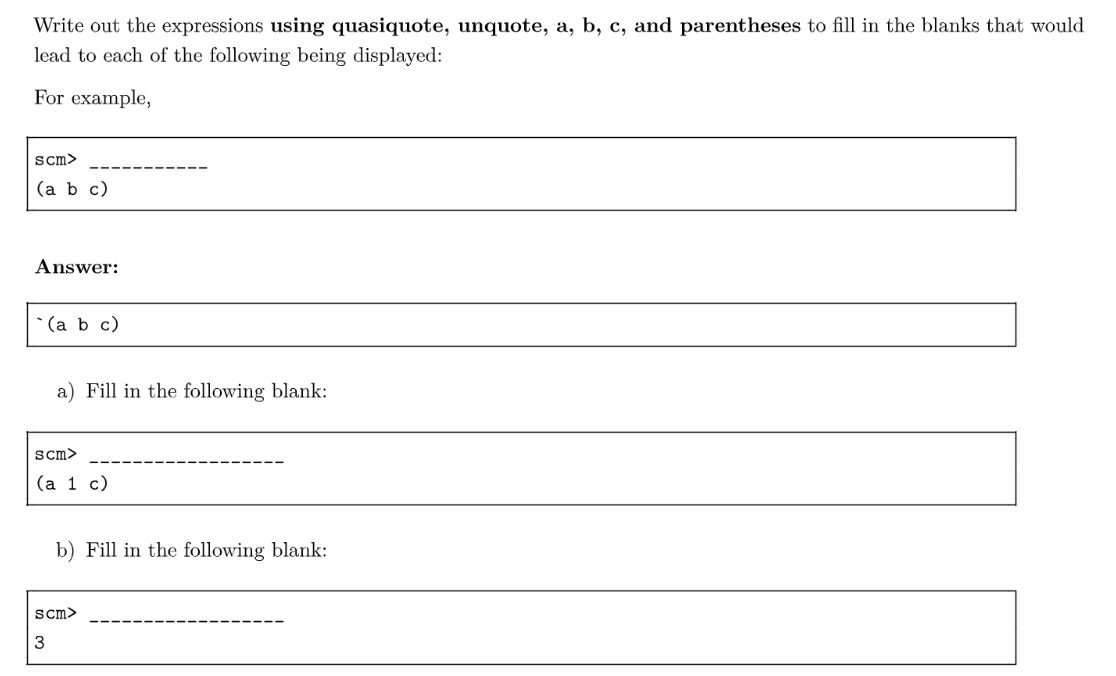 Write out the expressions using quasiquote, unquote, a, b, c, and parentheses to fill in the blanks that would
lead to each of the following being displayed:
For example,
scm> ___________
(a b c)
Answer:
`(a b c)
a) Fill in the following blank:
scm> __________________
(a 1 c)
b) Fill in the following blank:
scm> __________________
3